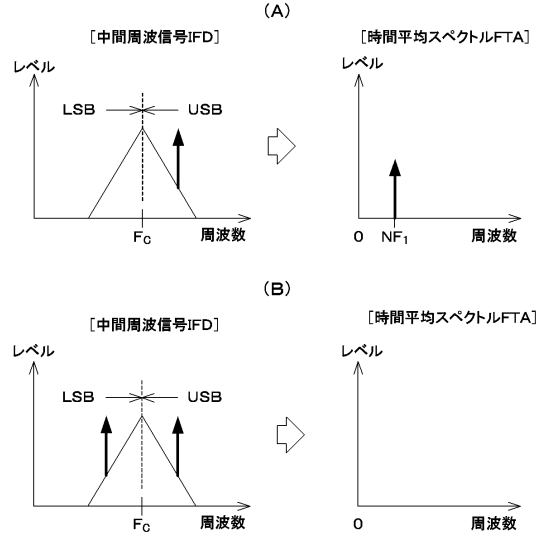 (A)
[中間周波信号IFD]
[時間平均スペクトルFTA]
レベル
レベル
LSB
USB
FC
周波数
0
NF1
周波数
(B)
[中間周波信号IFD]
[時間平均スペクトルFTA]
レベル
レベル
LSB
USB
FC
周波数
0
周波数